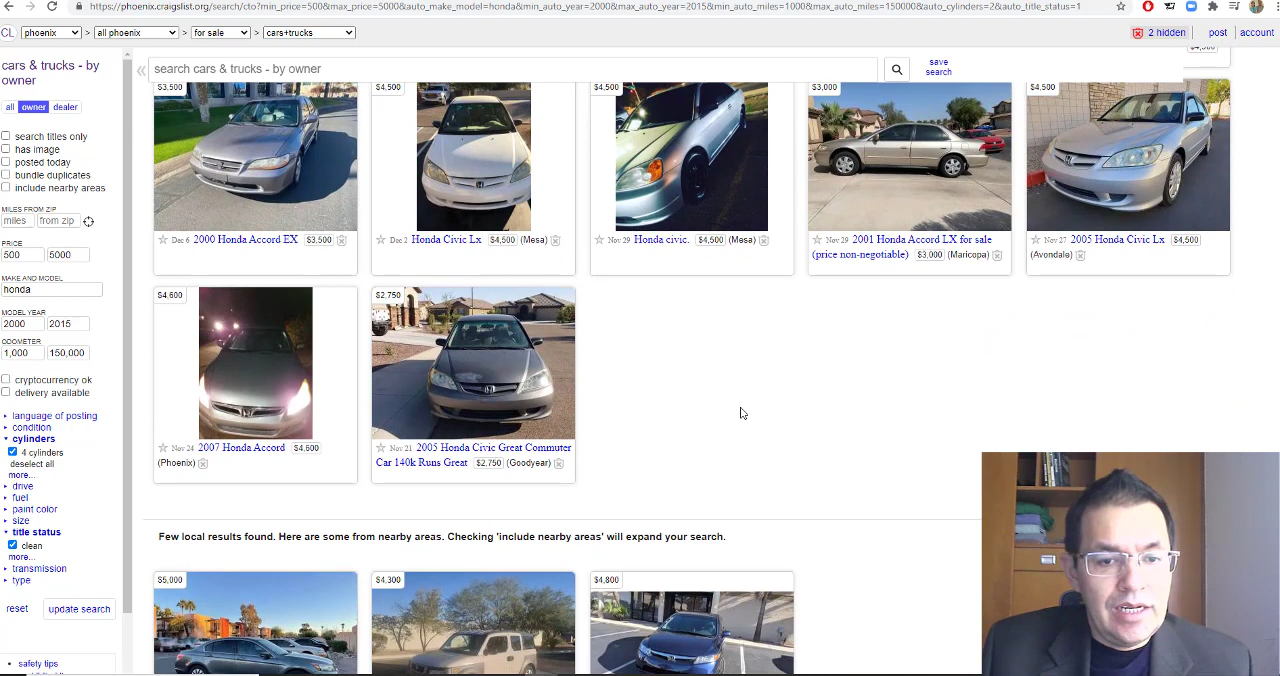 https://phoenix.craigslist.org/search/cto?min_price=500&max_price=5000&auto_make_model=honda&min_auto_year=2000&max_auto_year=2015&min_auto_miles=1000&max_auto_miles=150000&auto_cylinders=2&auto_title_status=1
CL phoenix > all phoenix > for sale > cars+trucks 2 hidden post account
cars & trucks - by owner
all owner dealer
search titles only
has image
posted today
bundle duplicates
include nearby areas
MILES FROM ZIP
miles from zip
PRICE
500 5000
MAKE AND MODEL
honda
MODEL YEAR
2000 2015
ODOMETER
1,000 150,000
cryptocurrency ok
delivery available
language of posting
condition
cylinders
4 cylinders
deselect all
more...
drive
fuel
paint color
size
title status
clean
more...
transmission
type
reset update search
safety tips
search cars & trucks - by owner
save search
$3,500
Dec 6 2000 Honda Accord EX $3,500
$4,500
Dec 2 Honda Civic Lx $4,500 (Mesa)
$4,500
Nov 29 Honda civic. $4,500 (Mesa)
$3,000
Nov 29 2001 Honda Accord LX for sale
(price non-negotiable) $3,000 (Maricopa)
$4,500
Nov 27 2005 Honda Civic Lx $4,500
(Avondale)
$4,600
Nov 24 2007 Honda Accord $4,600
(Phoenix)
$2,750
Nov 21 2005 Honda Civic Great Commuter
Car 140k Runs Great $2,750 (Goodyear)
Few local results found. Here are some from nearby areas. Checking 'include nearby areas' will expand your search.
$5,000
$4,300
$4,800